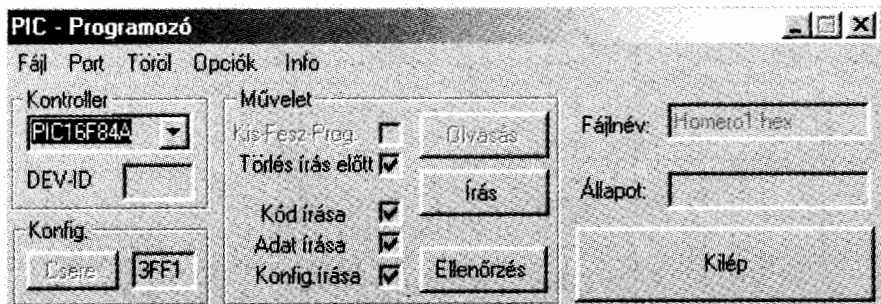 PIC - Programozó
Fájl Port Töröl Opciók Info
Kontroller
PIC16F84A
DEV-ID
Konfig.
Csere 3FF1
Művelet
Kis Fesz.Prog.
Törlés írás előtt
Kód írása
Adat írása
Konfig.írása
Olvasás
Írás
Ellenőrzés
Fájlnév: Homero1.hex
Állapot:
Kilép